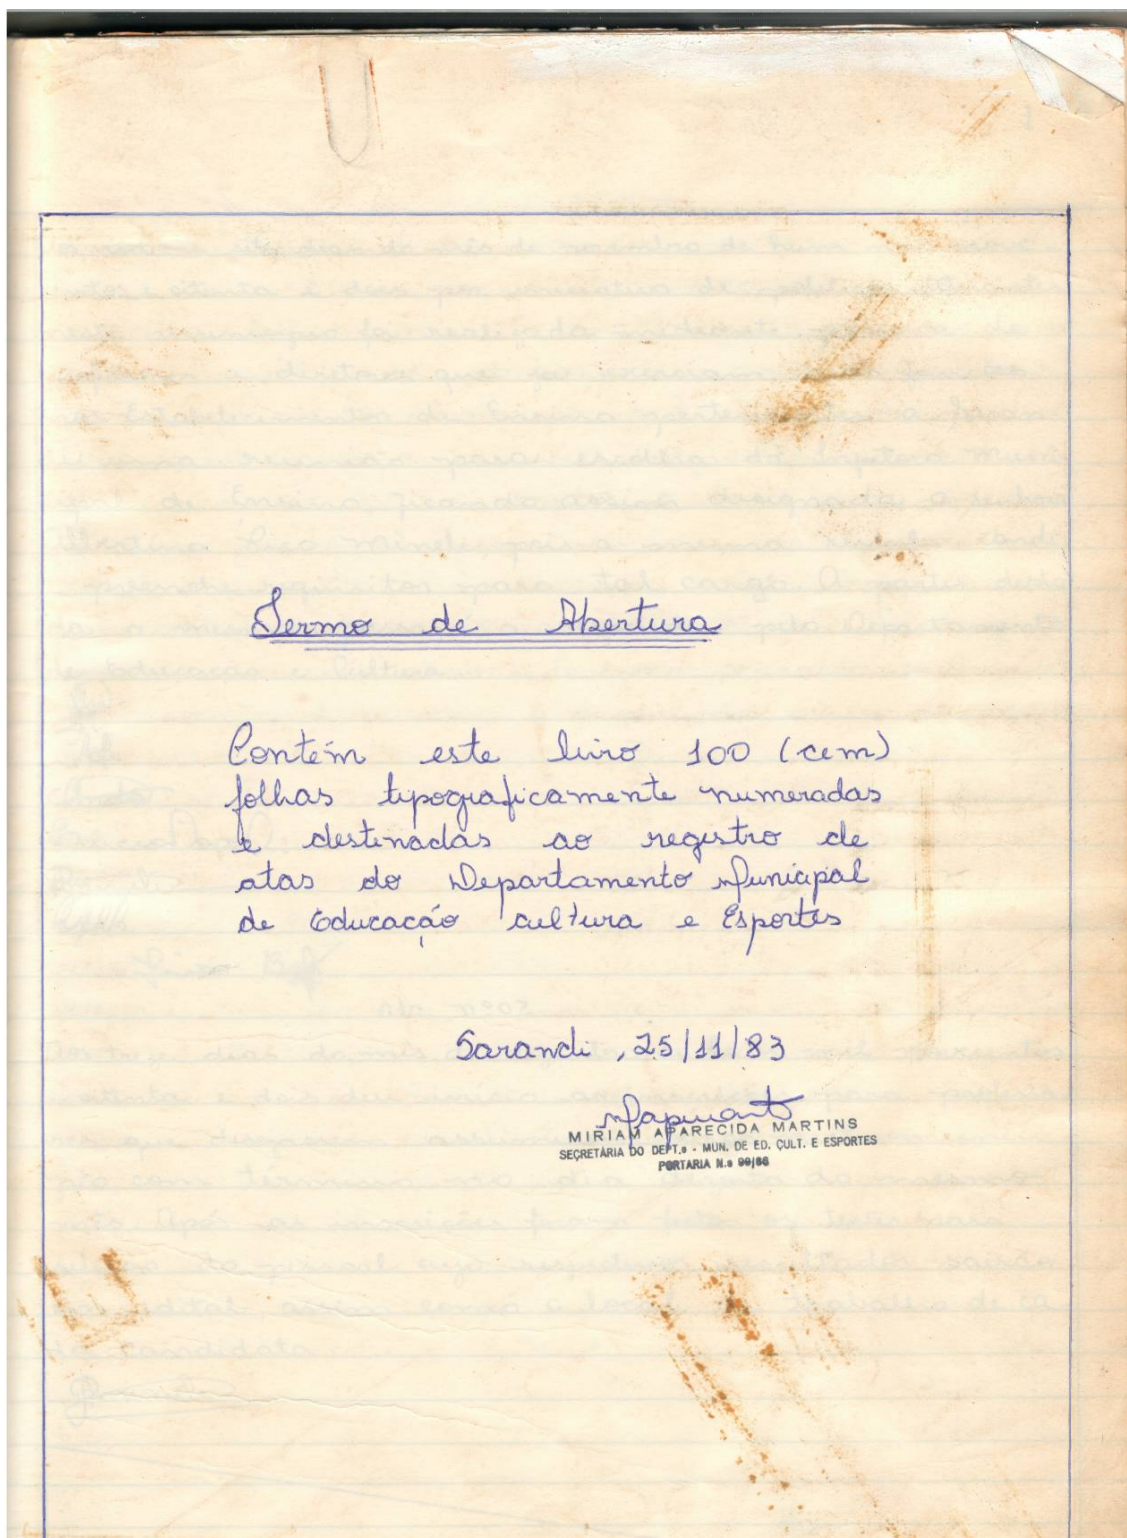 Termo de Abertura
Contém este livro 100 (cem)
folhas tipograficamente numeradas
e destinadas ao registro de
atas do Departamento Municipal
de Educação cultura e Esportes
Sarandi, 25/11/83
MIRIAM APARECIDA MARTINS
SECRETÁRIA DO DEPT.o - MUN. DE ED. CULT. E ESPORTES
PORTARIA N.o 99/86